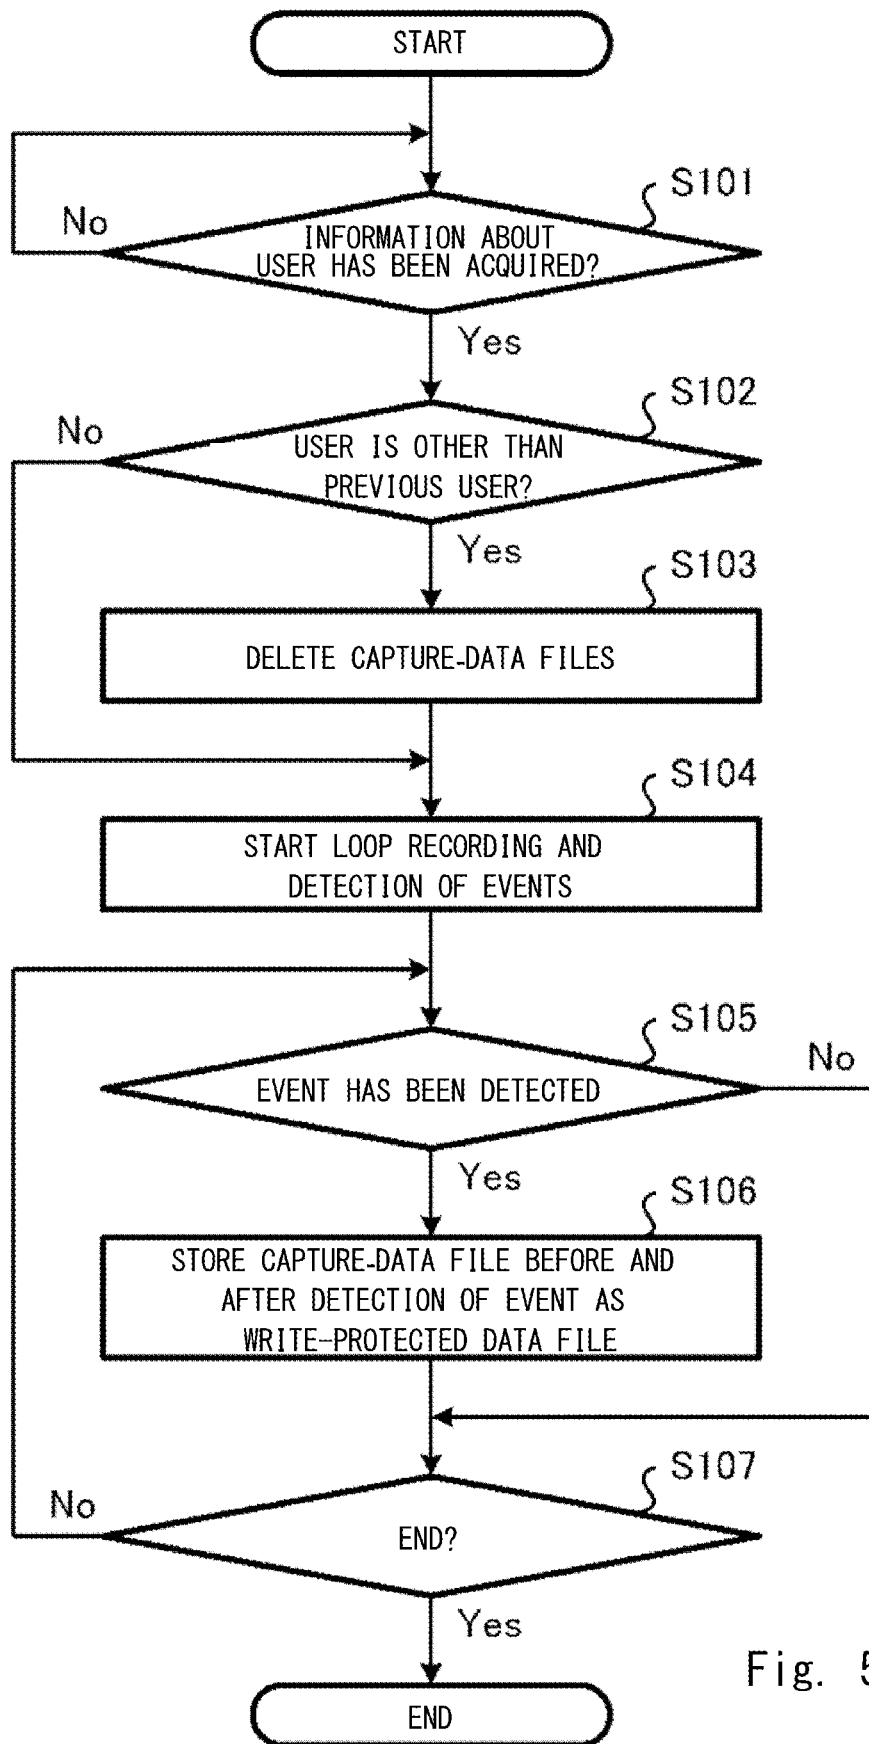 START
S101
No
INFORMATION ABOUT
USER HAS BEEN ACQUIRED?
Yes
S102
No
USER IS OTHER THAN
PREVIOUS USER?
Yes
S103
DELETE CAPTURE-DATA FILES
S104
START LOOP RECORDING AND
DETECTION OF EVENTS
S105
No
EVENT HAS BEEN DETECTED
Yes
S106
STORE CAPTURE-DATA FILE BEFORE AND
AFTER DETECTION OF EVENT AS
WRITE-PROTECTED DATA FILE
S107
No
END?
Yes
Fig. 5
END